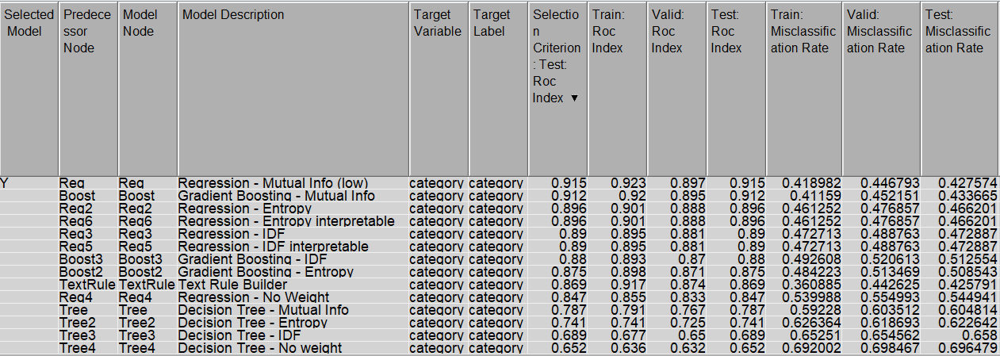 Selected Model	Predecessor Node	Model Node	Model Description	Target Variable	Target Label	Selection Criterion: Test: Roc Index ▼	Train: Roc Index	Valid: Roc Index	Test: Roc Index	Train: Misclassification Rate	Valid: Misclassification Rate	Test: Misclassification Rate
Y	Reg	Reg	Regression - Mutual Info (low)	category	category	0.915	0.923	0.897	0.915	0.418982	0.446793	0.427574
Boost	Boost	Gradient Boosting - Mutual Info	category	category	0.912	0.92	0.895	0.912	0.41159	0.452151	0.433665
Reg2	Reg2	Regression - Entropy	category	category	0.896	0.901	0.888	0.896	0.461252	0.476857	0.466201
Reg6	Reg6	Regression - Entropy interpretable	category	category	0.896	0.901	0.888	0.896	0.461252	0.476857	0.466201
Reg3	Reg3	Regression - IDF	category	category	0.89	0.895	0.881	0.89	0.472713	0.488763	0.472887
Reg5	Reg5	Regression - IDF interpretable	category	category	0.89	0.895	0.881	0.89	0.472713	0.488763	0.472887
Boost3	Boost3	Gradient Boosting - IDF	category	category	0.88	0.893	0.87	0.88	0.492608	0.520613	0.512554
Boost2	Boost2	Gradient Boosting - Entropy	category	category	0.875	0.898	0.871	0.875	0.484223	0.513469	0.508543
TextRule	TextRule	Text Rule Builder	category	category	0.869	0.917	0.874	0.869	0.360885	0.442625	0.425791
Reg4	Reg4	Regression - No Weight	category	category	0.847	0.855	0.833	0.847	0.539988	0.554993	0.544941
Tree	Tree	Decision Tree - Mutual Info	category	category	0.787	0.791	0.767	0.787	0.59228	0.603512	0.604814
Tree2	Tree2	Decision Tree - Entropy	category	category	0.741	0.741	0.725	0.741	0.626364	0.618693	0.622642
Tree3	Tree3	Decision Tree - IDF	category	category	0.689	0.677	0.65	0.689	0.65251	0.654562	0.658
Tree4	Tree4	Decision Tree - No weight	category	category	0.652	0.636	0.632	0.652	0.692002	0.698467	0.696479